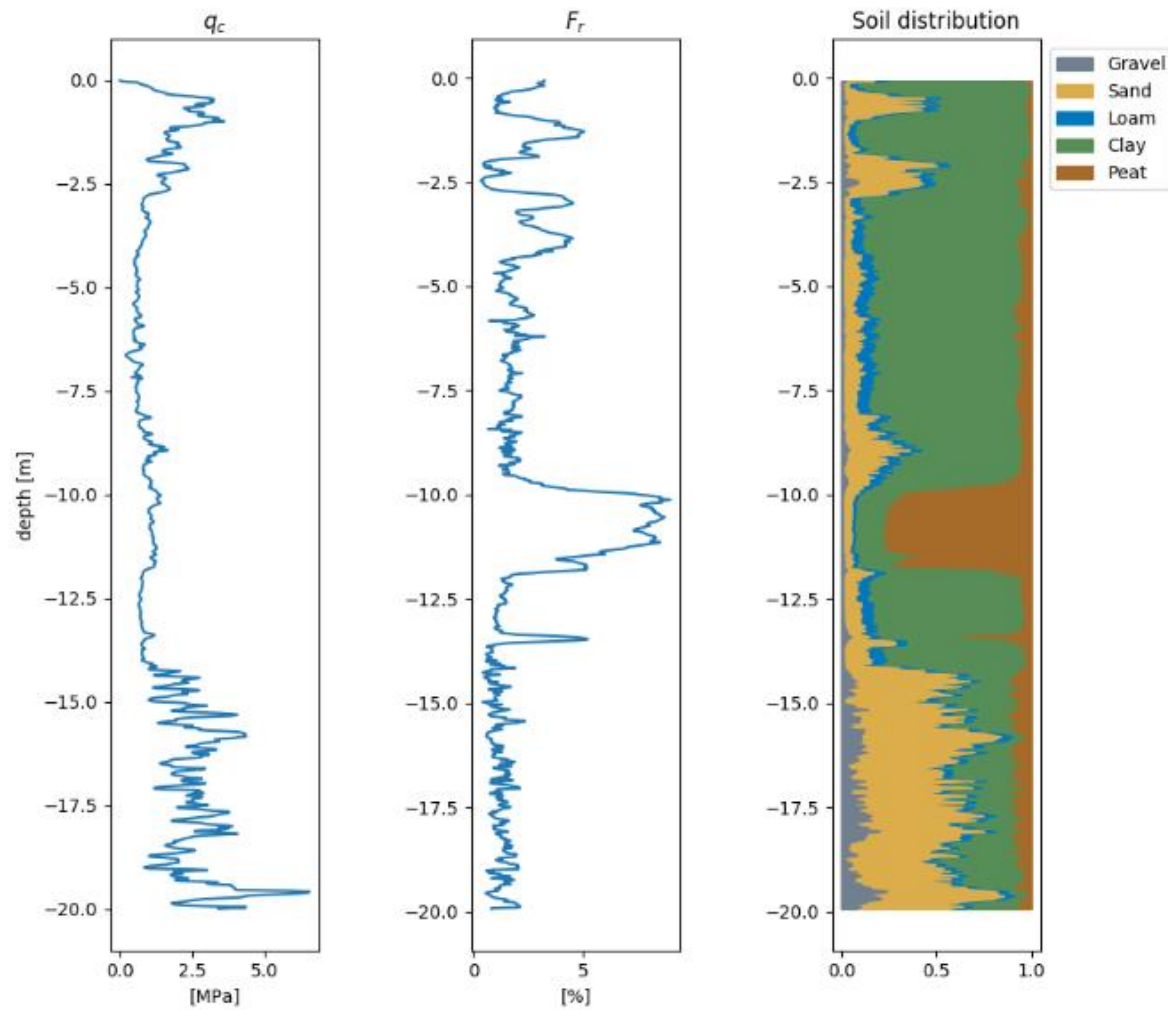 q_c
F_r
Soil distribution
0.0
−2.5
−5.0
−7.5
−10.0
−12.5
−15.0
−17.5
−20.0
depth [m]
0.0 2.5 5.0
[MPa]
0.0
−2.5
−5.0
−7.5
−10.0
−12.5
−15.0
−17.5
−20.0
0 5
[%]
0.0
−2.5
−5.0
−7.5
−10.0
−12.5
−15.0
−17.5
−20.0
0.0 0.5 1.0
Gravel
Sand
Loam
Clay
Peat